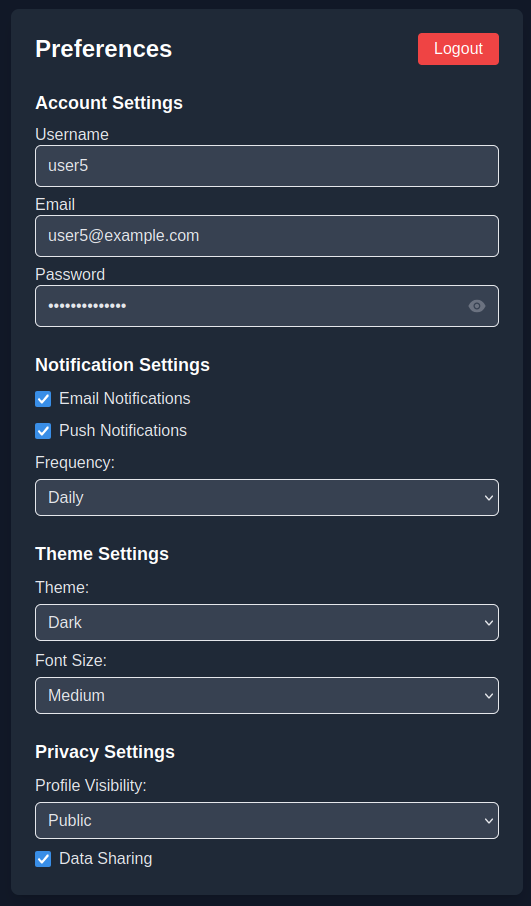 Preferences
Logout
Account Settings
Username
user5
Email
user5@example.com
Password
••••••••••••••
Notification Settings
Email Notifications
Push Notifications
Frequency:
Daily
Theme Settings
Theme:
Dark
Font Size:
Medium
Privacy Settings
Profile Visibility:
Public
Data Sharing